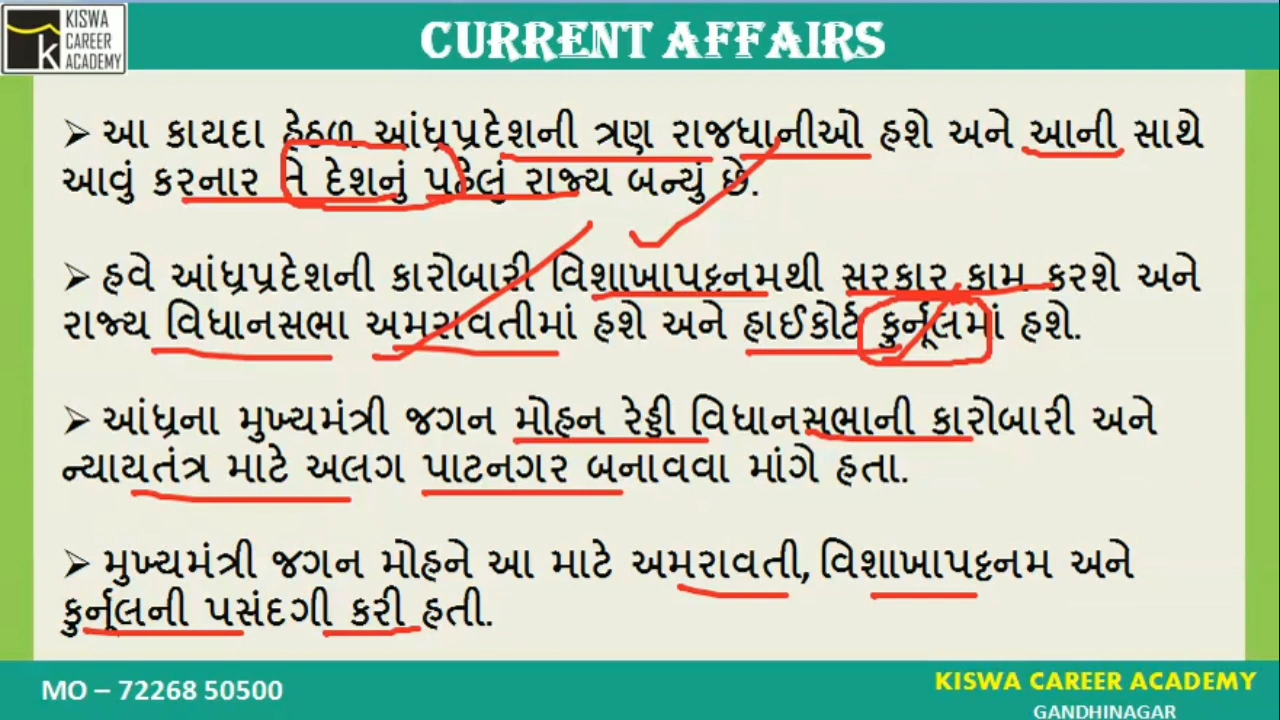 KISWA
CAREER
ACADEMY
k
CURRENT AFFAIRS
➢ આ કાયદા હેઠળ આંધ્રપ્રદેશની ત્રણ રાજધાનીઓ હશે અને આની સાથે
આવું કરનાર તે દેશનું પહેલું રાજ્ય બન્યું છે.
➢ હવે આંધ્રપ્રદેશની કારોબારી વિશાખાપટ્ટનમથી સરકાર કામ કરશે અને
રાજ્ય વિધાનસભા અમરાવતીમાં હશે અને હાઈકોર્ટ કુર્નૂલમાં હશે.
➢ આંધ્રના મુખ્યમંત્રી જગન મોહન રેડ્ડી વિધાનસભાની કારોબારી અને
ન્યાયતંત્ર માટે અલગ પાટનગર બનાવવા માંગે હતા.
➢ મુખ્યમંત્રી જગન મોહને આ માટે અમરાવતી, વિશાખાપટ્ટનમ અને
કુર્નૂલની પસંદગી કરી હતી.
MO – 72268 50500
KISWA CAREER ACADEMY
GANDHINAGAR